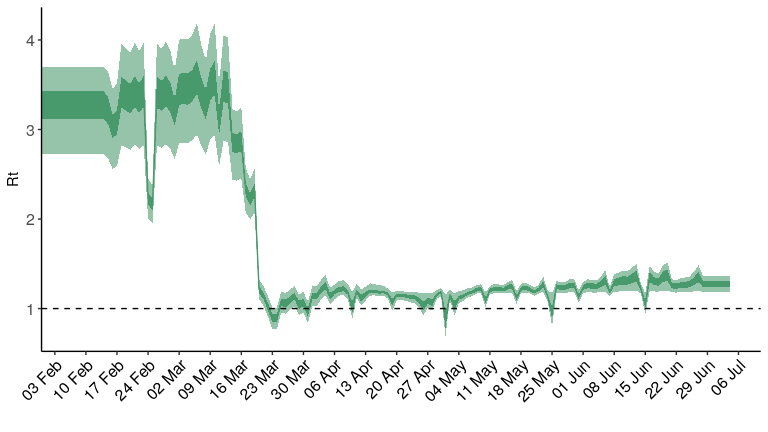 4
3
2
1
Rt
03 Feb
10 Feb
17 Feb
24 Feb
02 Mar
09 Mar
16 Mar
23 Mar
30 Mar
06 Apr
13 Apr
20 Apr
27 Apr
04 May
11 May
18 May
25 May
01 Jun
08 Jun
15 Jun
22 Jun
29 Jun
06 Jul